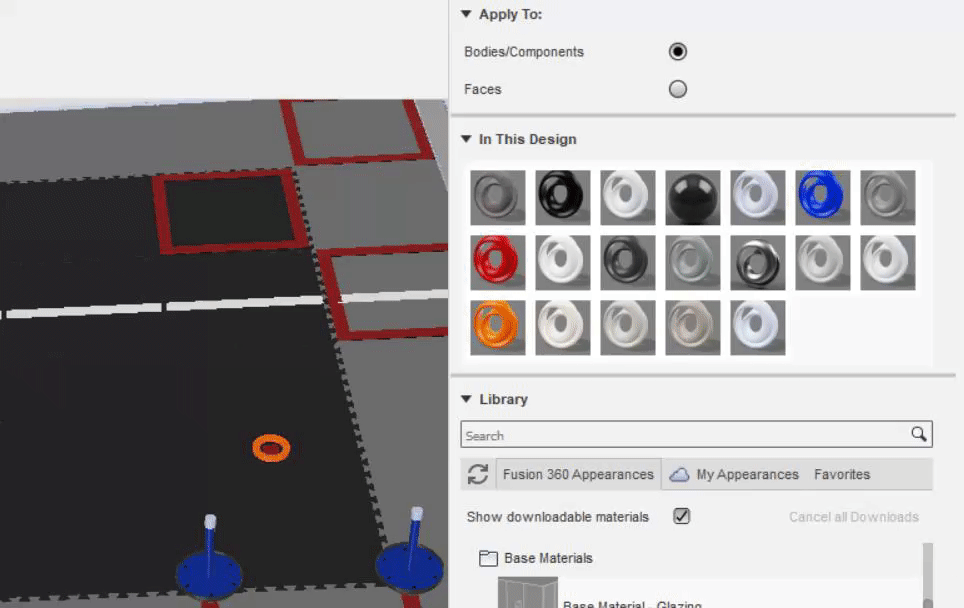 Apply To:
Bodies/Components
Faces
In This Design
Library
Search
Fusion 360 Appearances
My Appearances
Favorites
Show downloadable materials
Cancel all Downloads
Base Materials
Base Material - Glazing